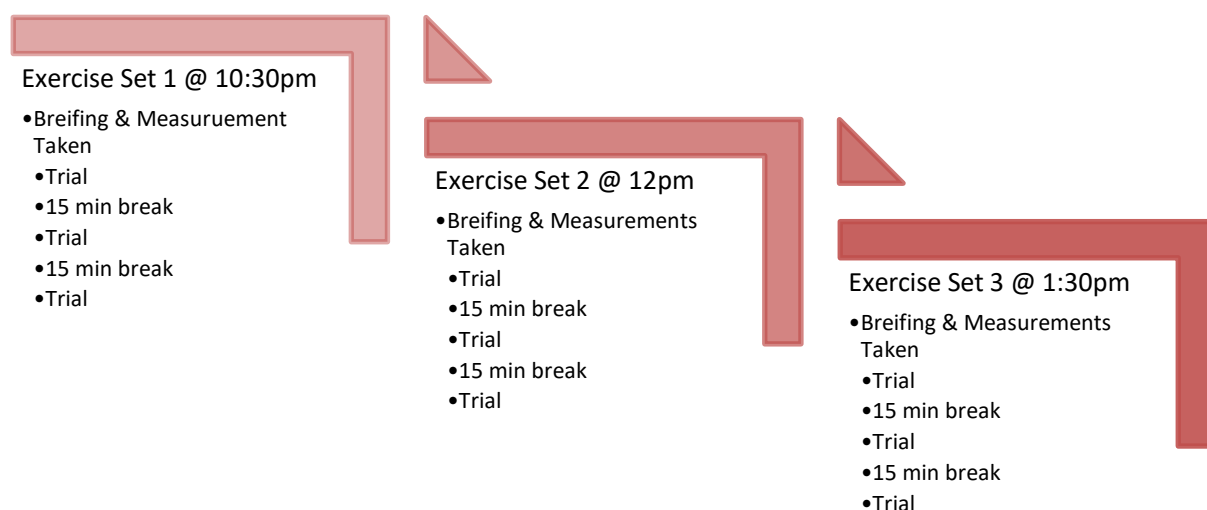 Exercise Set 1 @ 10:30pm
•Breifing & Measuruement
Taken
•Trial
•15 min break
•Trial
•15 min break
•Trial
Exercise Set 2 @ 12pm
•Breifing & Measurements
Taken
•Trial
•15 min break
•Trial
•15 min break
•Trial
Exercise Set 3 @ 1:30pm
•Breifing & Measurements
Taken
•Trial
•15 min break
•Trial
•15 min break
•Trial